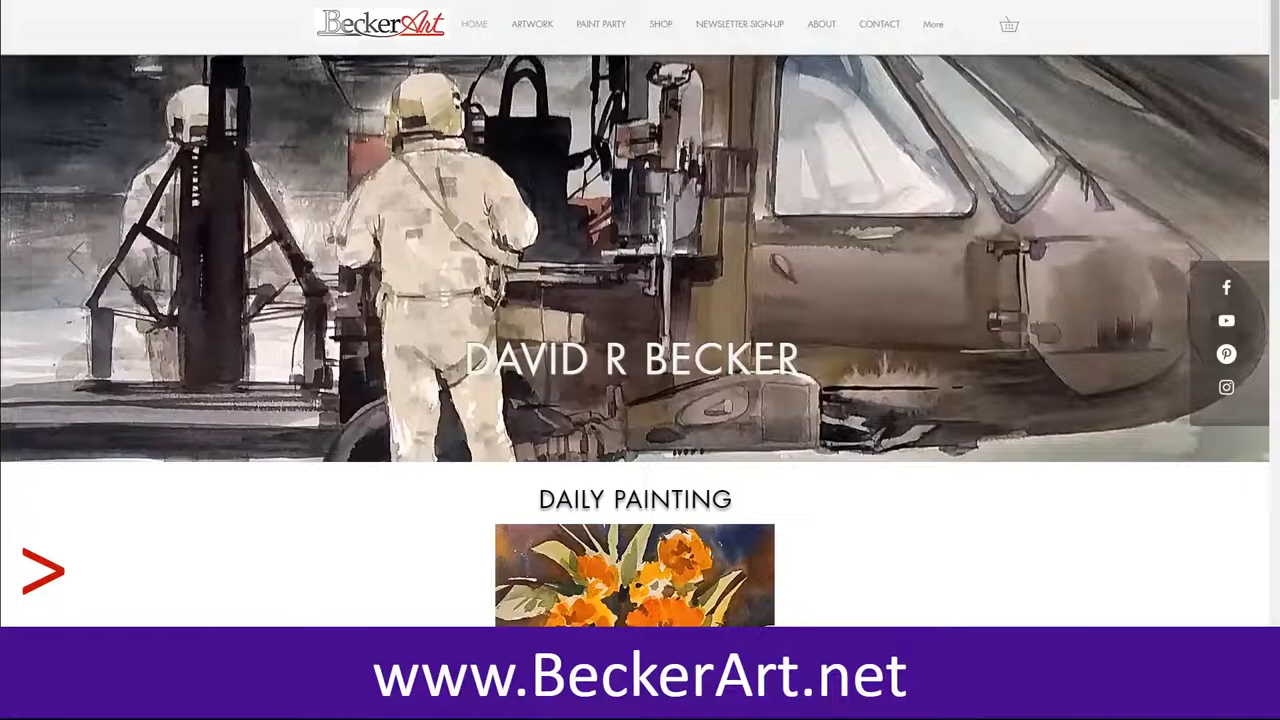 BeckerArt
HOME ARTWORK PAINT PARTY SHOP NEWSLETTER SIGN-UP ABOUT CONTACT More
DAVID R BECKER
DAILY PAINTING
>
www.BeckerArt.net